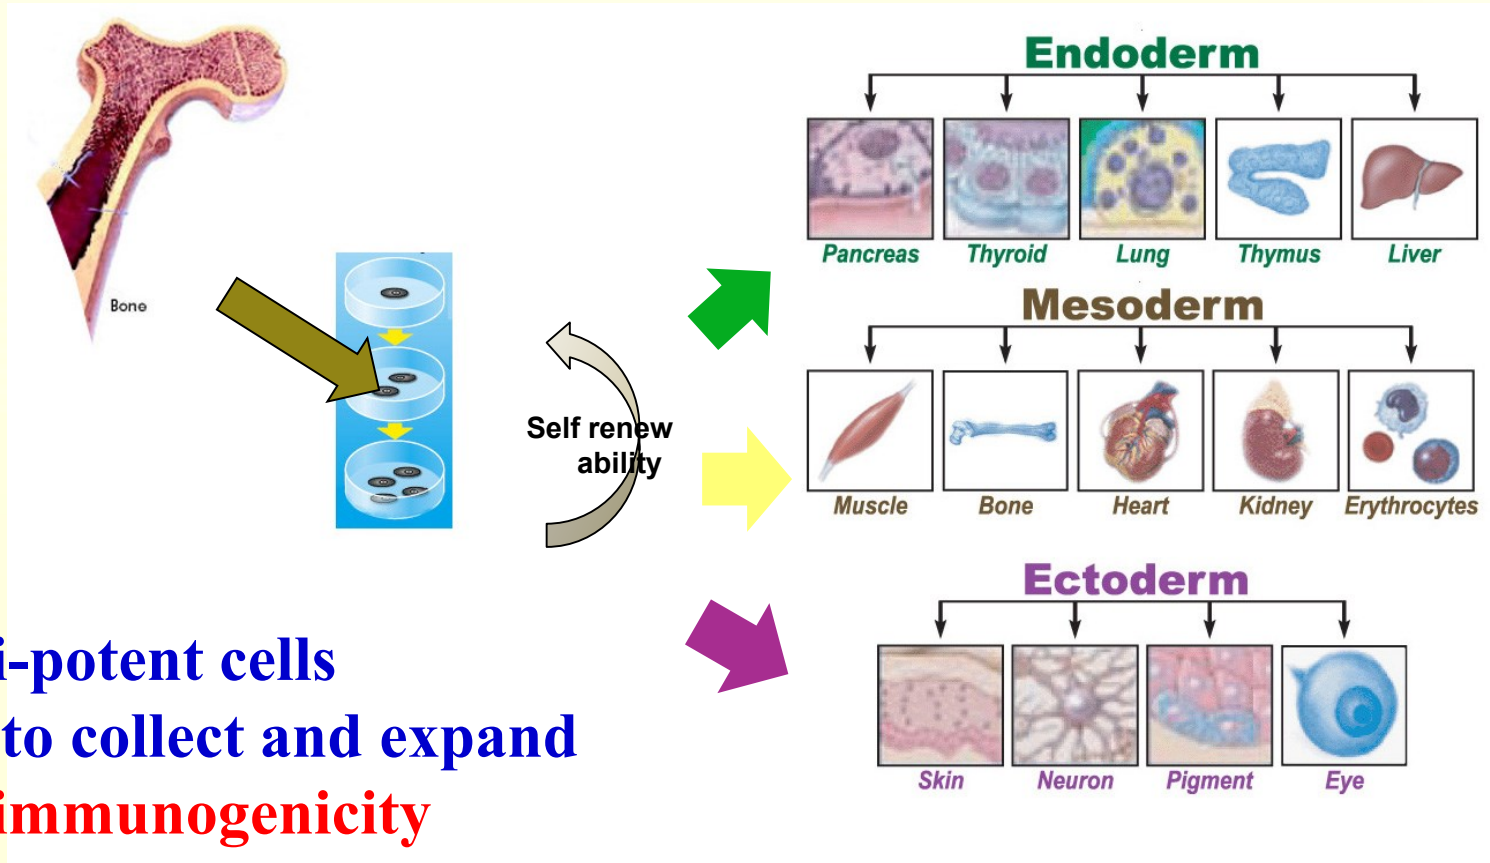 Bone
Self renew
ability
Endoderm
Pancreas Thyroid Lung Thymus Liver
Mesoderm
Muscle Bone Heart Kidney Erythrocytes
Ectoderm
Skin Neuron Pigment Eye
i-potent cells
to collect and expand
immunogenicity